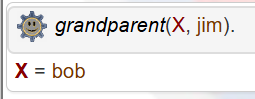 grandparent(X, jim).
X = bob